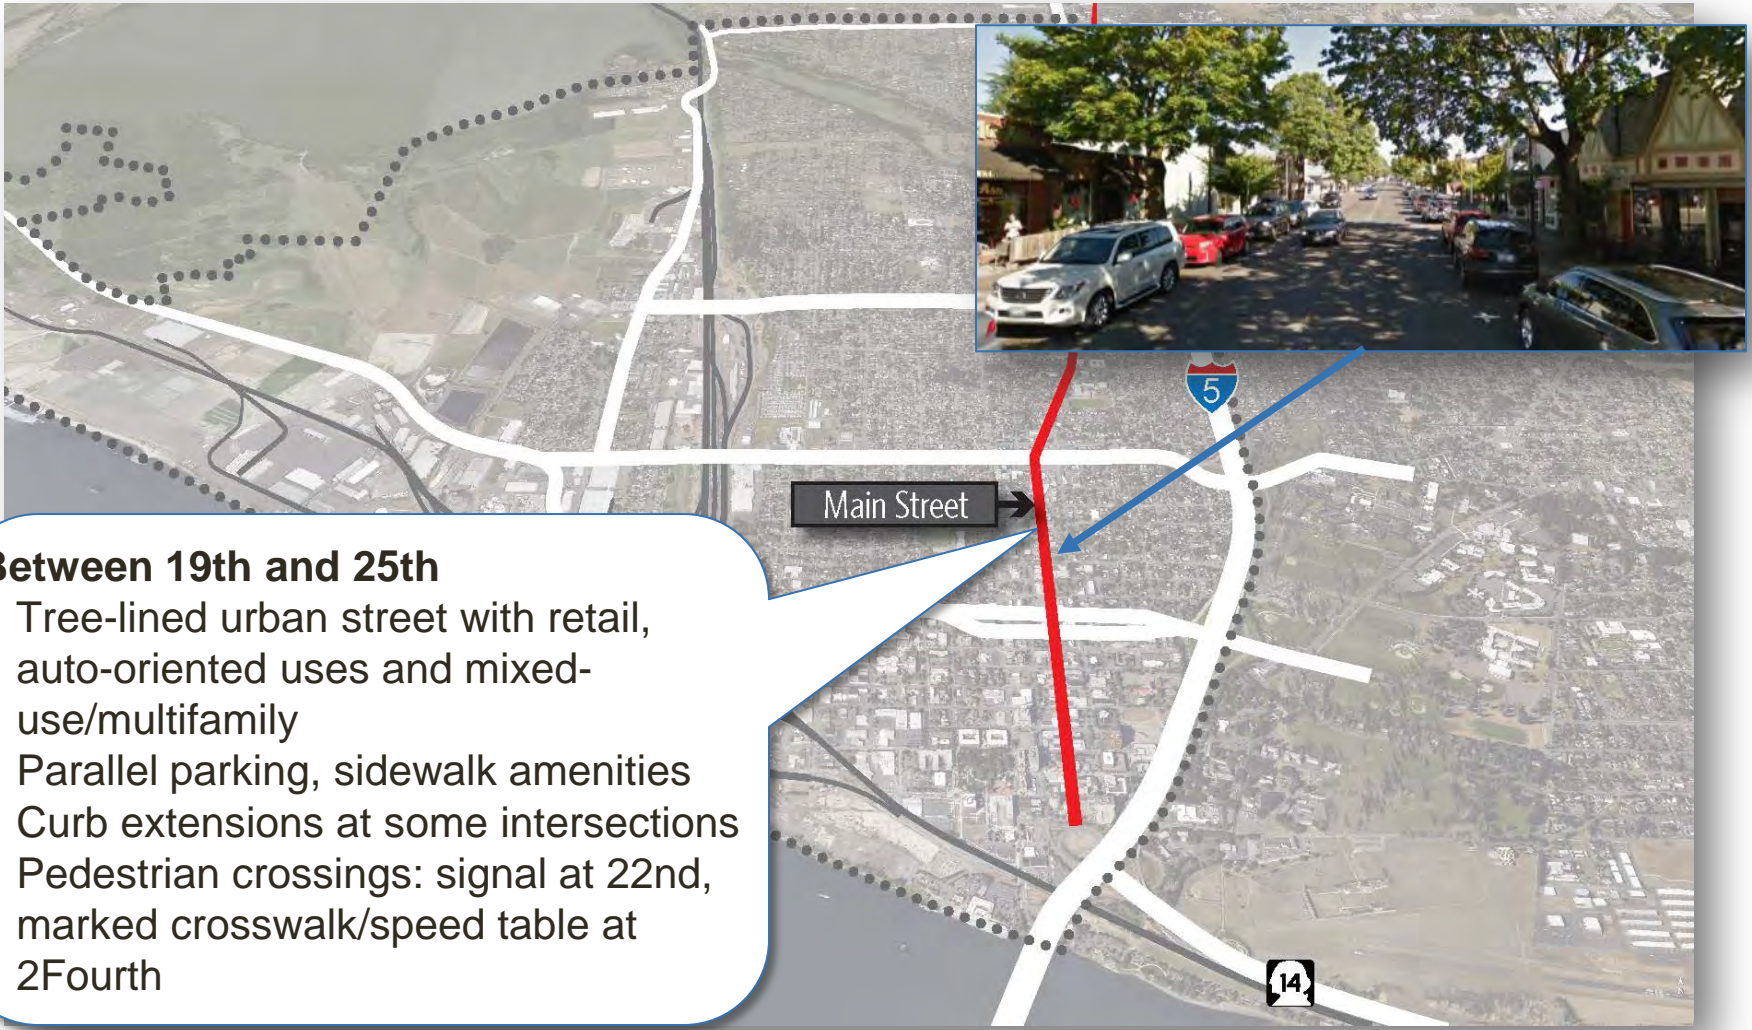 5
Main Street
Between 19th and 25th
Tree-lined urban street with retail,
auto-oriented uses and mixed-
use/multifamily
Parallel parking, sidewalk amenities
Curb extensions at some intersections
Pedestrian crossings: signal at 22nd,
marked crosswalk/speed table at
2Fourth
14